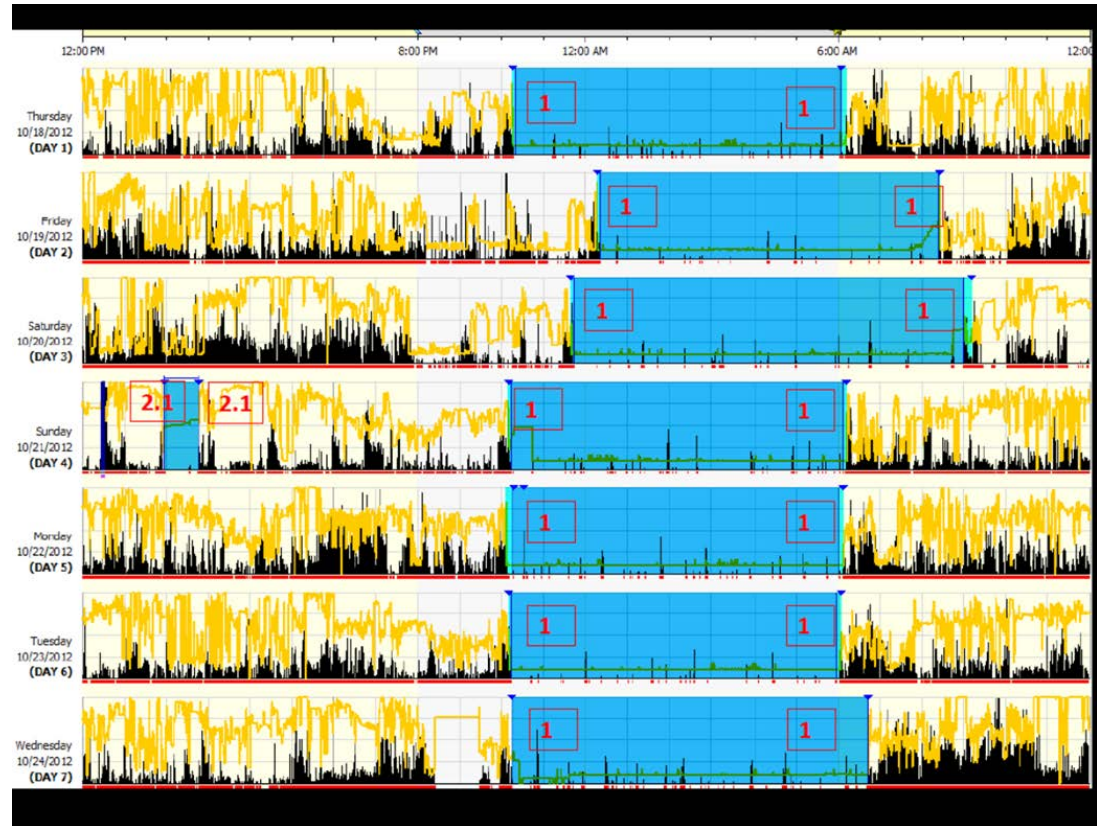 12:00 PM 8:00 PM 12:00 AM 6:00 AM 12:00
Thursday
10/18/2012
(DAY 1)
1 1
Friday
10/19/2012
(DAY 2)
1 1
Saturday
10/20/2012
(DAY 3)
1 1
Sunday
10/21/2012
(DAY 4)
2.1 2.1 1 1
Monday
10/22/2012
(DAY 5)
1 1
Tuesday
10/23/2012
(DAY 6)
1 1
Wednesday
10/24/2012
(DAY 7)
1 1